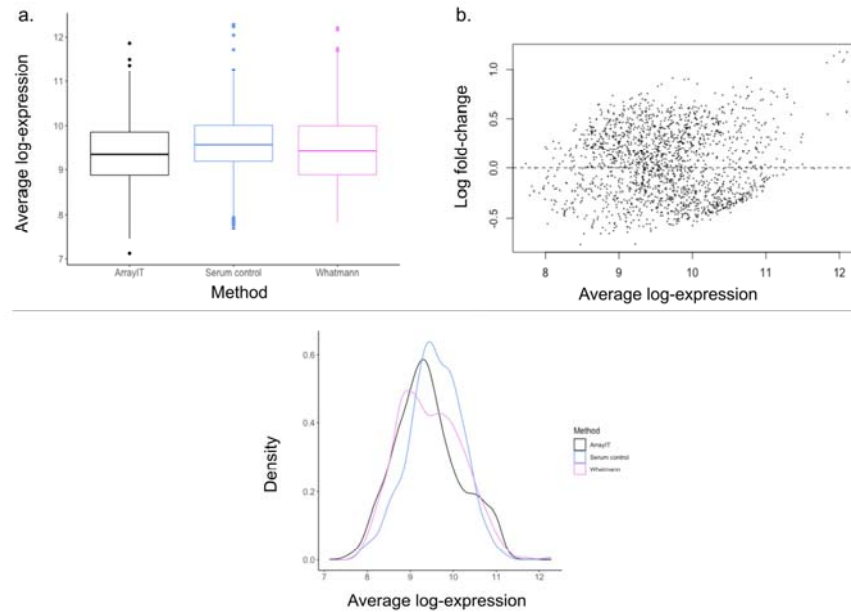 a.
Average log-expression
12
11
10
9
8
7
ArrayIT
Serum control
Whatmann
Method
b.
Log fold-change
1.0
0.5
0.0
-0.5
8
9
10
11
12
Average log-expression
Density
0.6
0.4
0.2
0.0
7
8
9
10
11
12
Average log-expression
Method
ArrayIT
Serum control
Whatmann